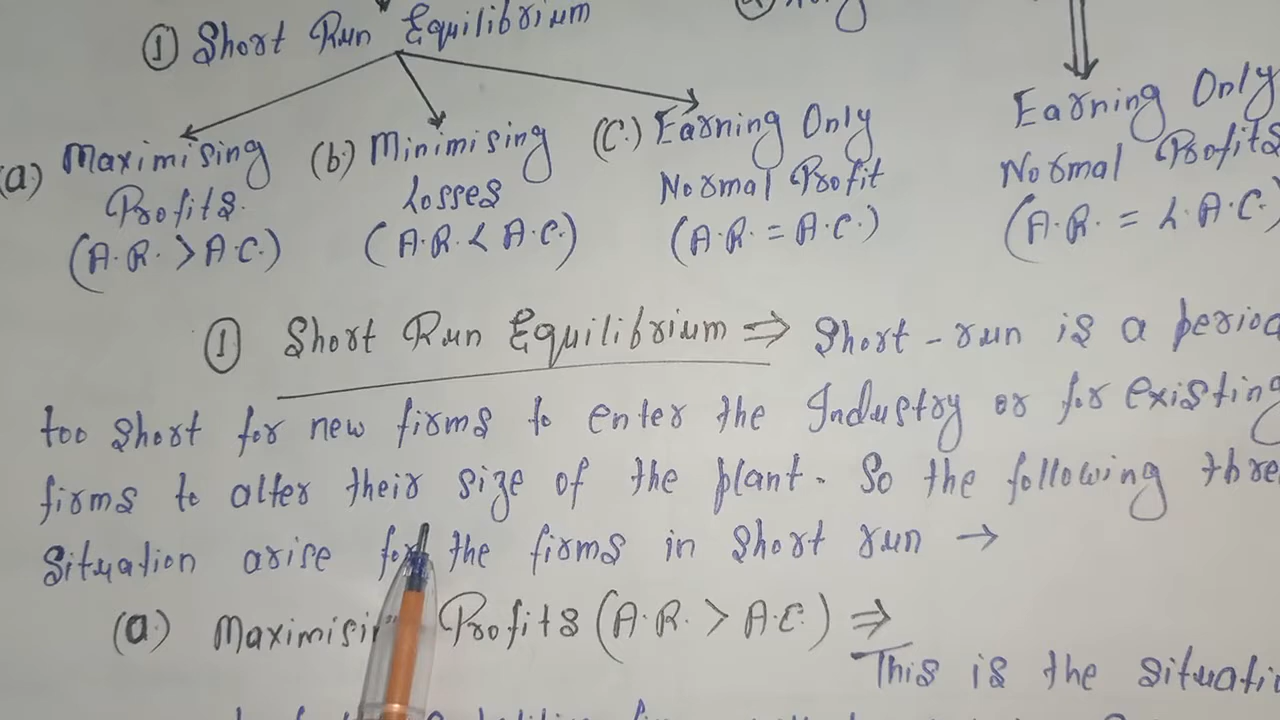 ① Short Run Equilibrium
(a.) Maximising Profits. (A.R. > A.C.)
(b.) Minimising Losses (A.R. < A.C.)
(C.) Earning Only Normal Profit (A.R. = A.C.)
Earning Only
Normal Profits
(A.R. = L.A.C.)
① Short Run Equilibrium ⇒ Short-run is a period
too short for new firms to enter the Industry or for existing
firms to alter their size of the plant. So the following three
Situation arise for the firms in short run →
(a.) Profits (A.R. > A.C.) ⇒
This is the